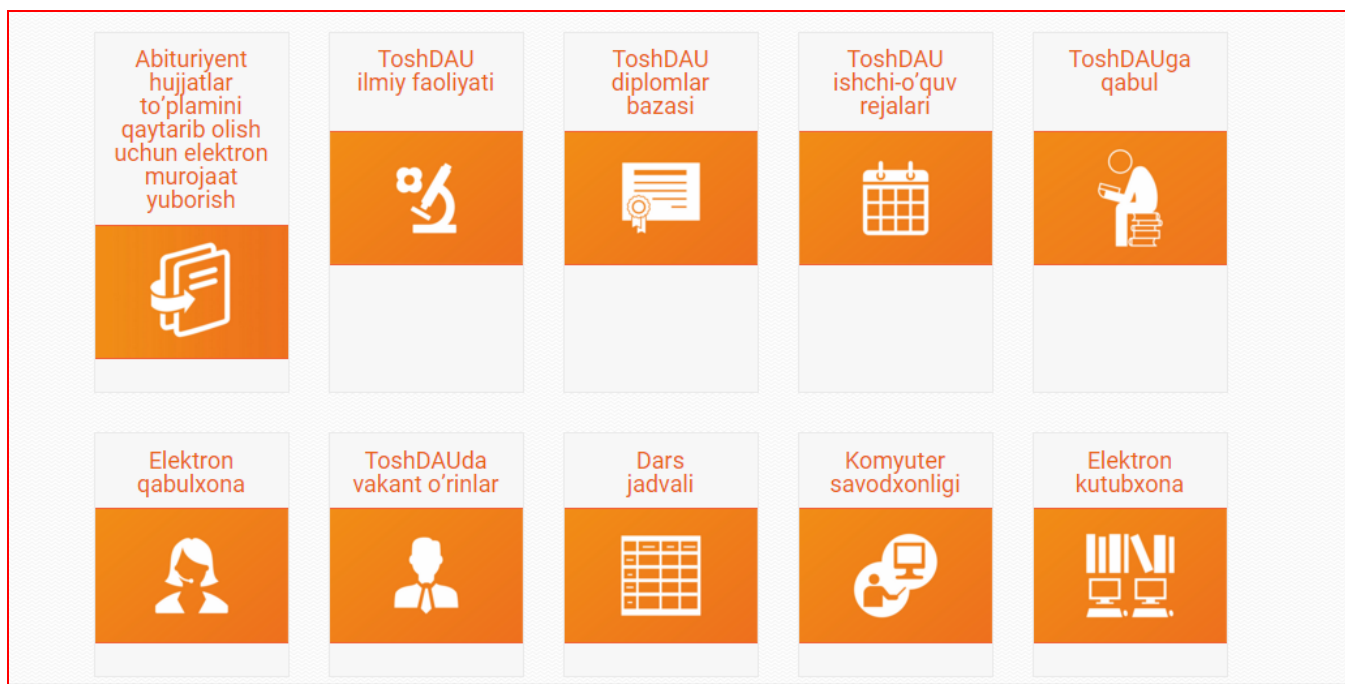 Abituriyent
hujjatlar
to'plamini
qaytarib olish
uchun elektron
murojaat
yuborish
ToshDAU
ilmiy faoliyati
ToshDAU
diplomlar
bazasi
ToshDAU
ishchi-o'quv
rejalari
ToshDAUga
qabul
Elektron
qabulxona
ToshDAUda
vakant o'rinlar
Dars
jadvali
Komyuter
savodxonligi
Elektron
kutubxona